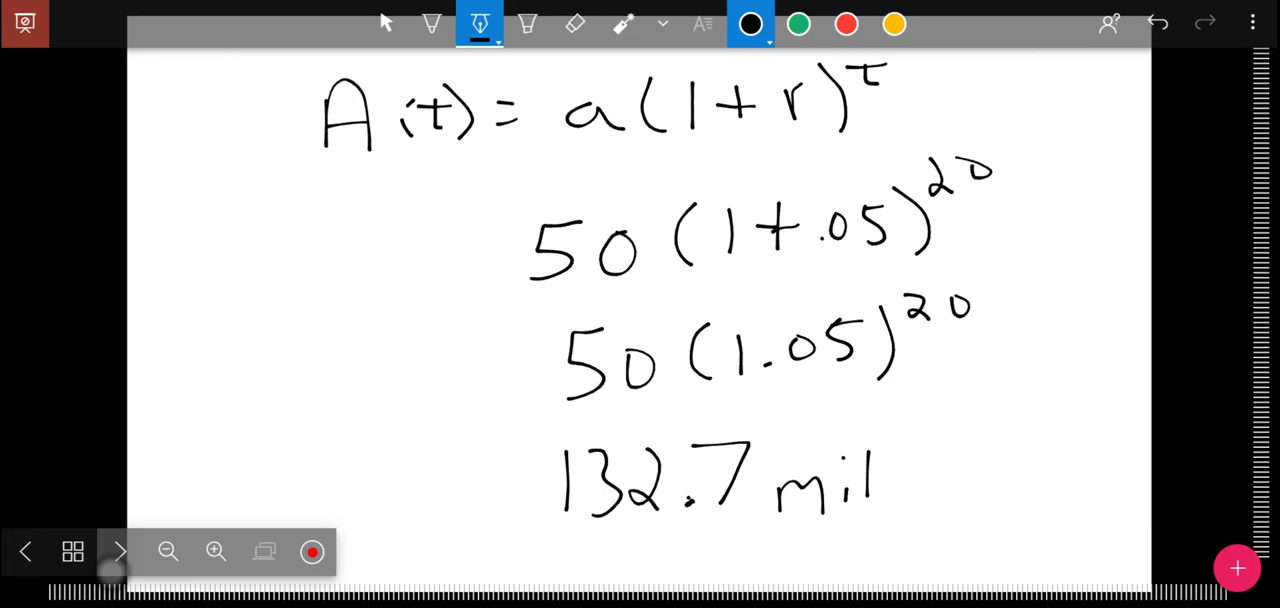 A(t) = a(1 + r)^t
50(1 + .05)^20
50(1.05)^20
132.7 mil